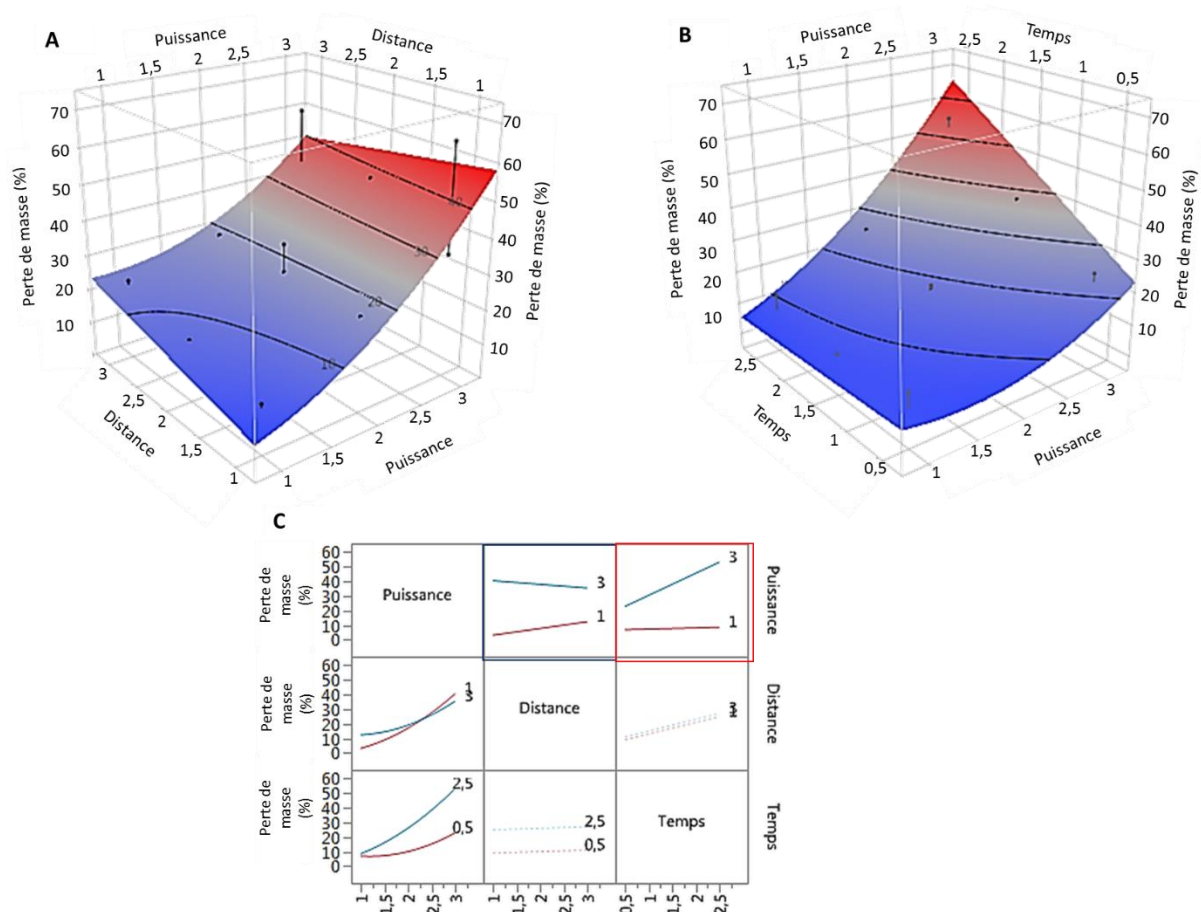 A
Puissance
Distance
1 1,5 2 2,5 3
3 2,5 2 1,5 1
70 60 50 40 30 20 10
Perte de masse (%)
70 60 50 40 30 20 10
Perte de masse (%)
30
20
10
3 2,5 2 1,5 1
Distance
1 1,5 2 2,5 3
Puissance
B
Puissance
Temps
1 1,5 2 2,5 3
2,5 2 1,5 1 0,5
70 60 50 40 30 20 10
Perte de masse (%)
70 60 50 40 30 20 10
Perte de masse (%)
2,5 2 1,5 1 0,5
Temps
1 1,5 2 2,5 3
Puissance
C
Perte de
masse
(%)
60 50 40 30 20 10 0
Puissance
3
1
3
1
Puissance
Perte de
masse
(%)
60 50 40 30 20 10 0
1
3
Distance
3
1
Distance
Perte de
masse
(%)
60 50 40 30 20 10 0
2,5
0,5
2,5
0,5
Temps
Temps
1 1,5 2 2,5 3
1 1,5 2 2,5 3
0,5 1 1,5 2 2,5